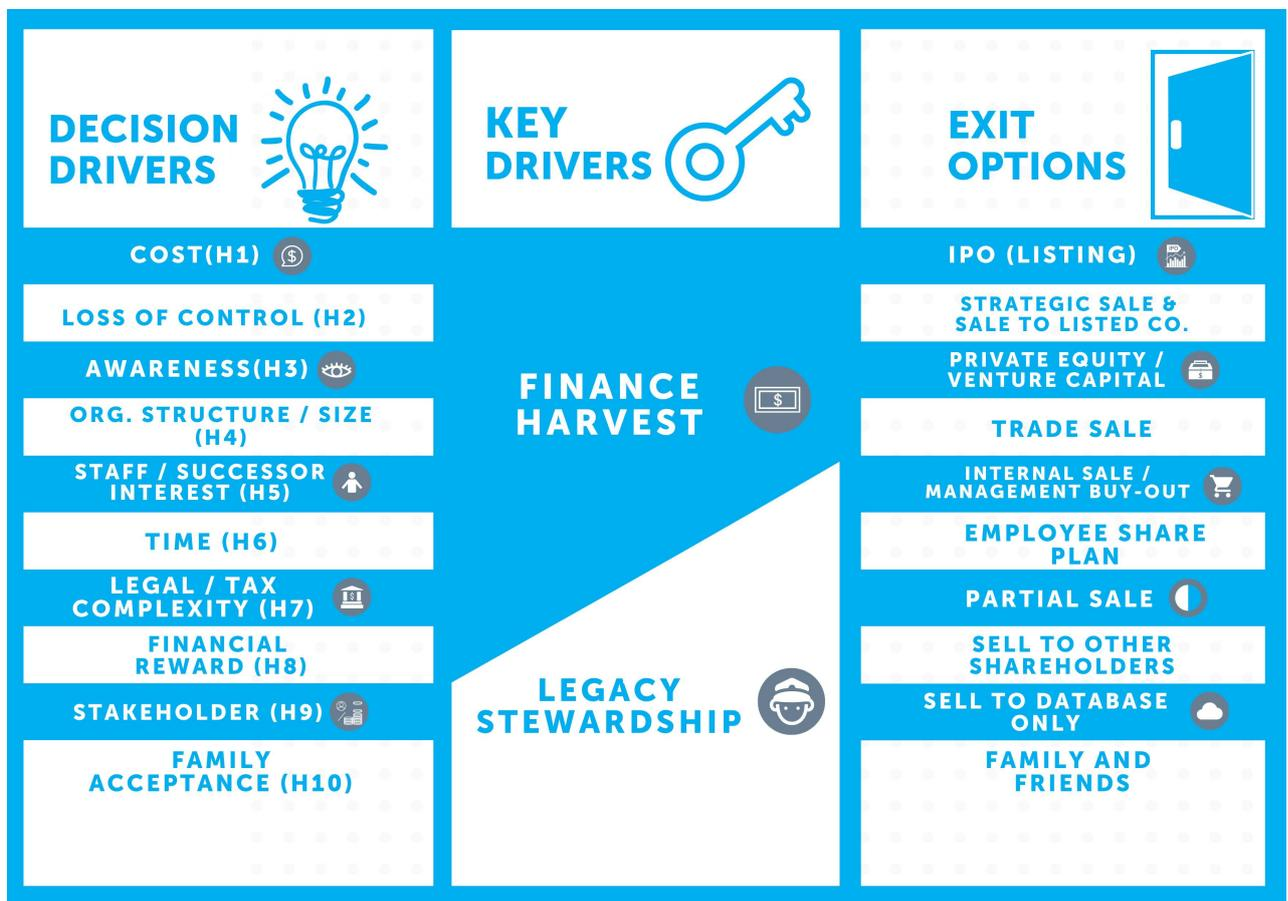 DECISION
DRIVERS
COST(H1)
LOSS OF CONTROL (H2)
AWARENESS(H3)
ORG. STRUCTURE / SIZE
(H4)
STAFF / SUCCESSOR
INTEREST (H5)
TIME (H6)
LEGAL / TAX
COMPLEXITY (H7)
FINANCIAL
REWARD (H8)
STAKEHOLDER (H9)
FAMILY
ACCEPTANCE (H10)
KEY
DRIVERS
FINANCE
HARVEST
$
LEGACY
STEWARDSHIP
EXIT
OPTIONS
IPO (LISTING)
IPO
STRATEGIC SALE &
SALE TO LISTED CO.
PRIVATE EQUITY /
VENTURE CAPITAL
TRADE SALE
INTERNAL SALE /
MANAGEMENT BUY-OUT
EMPLOYEE SHARE
PLAN
PARTIAL SALE
SELL TO OTHER
SHAREHOLDERS
SELL TO DATABASE
ONLY
FAMILY AND
FRIENDS